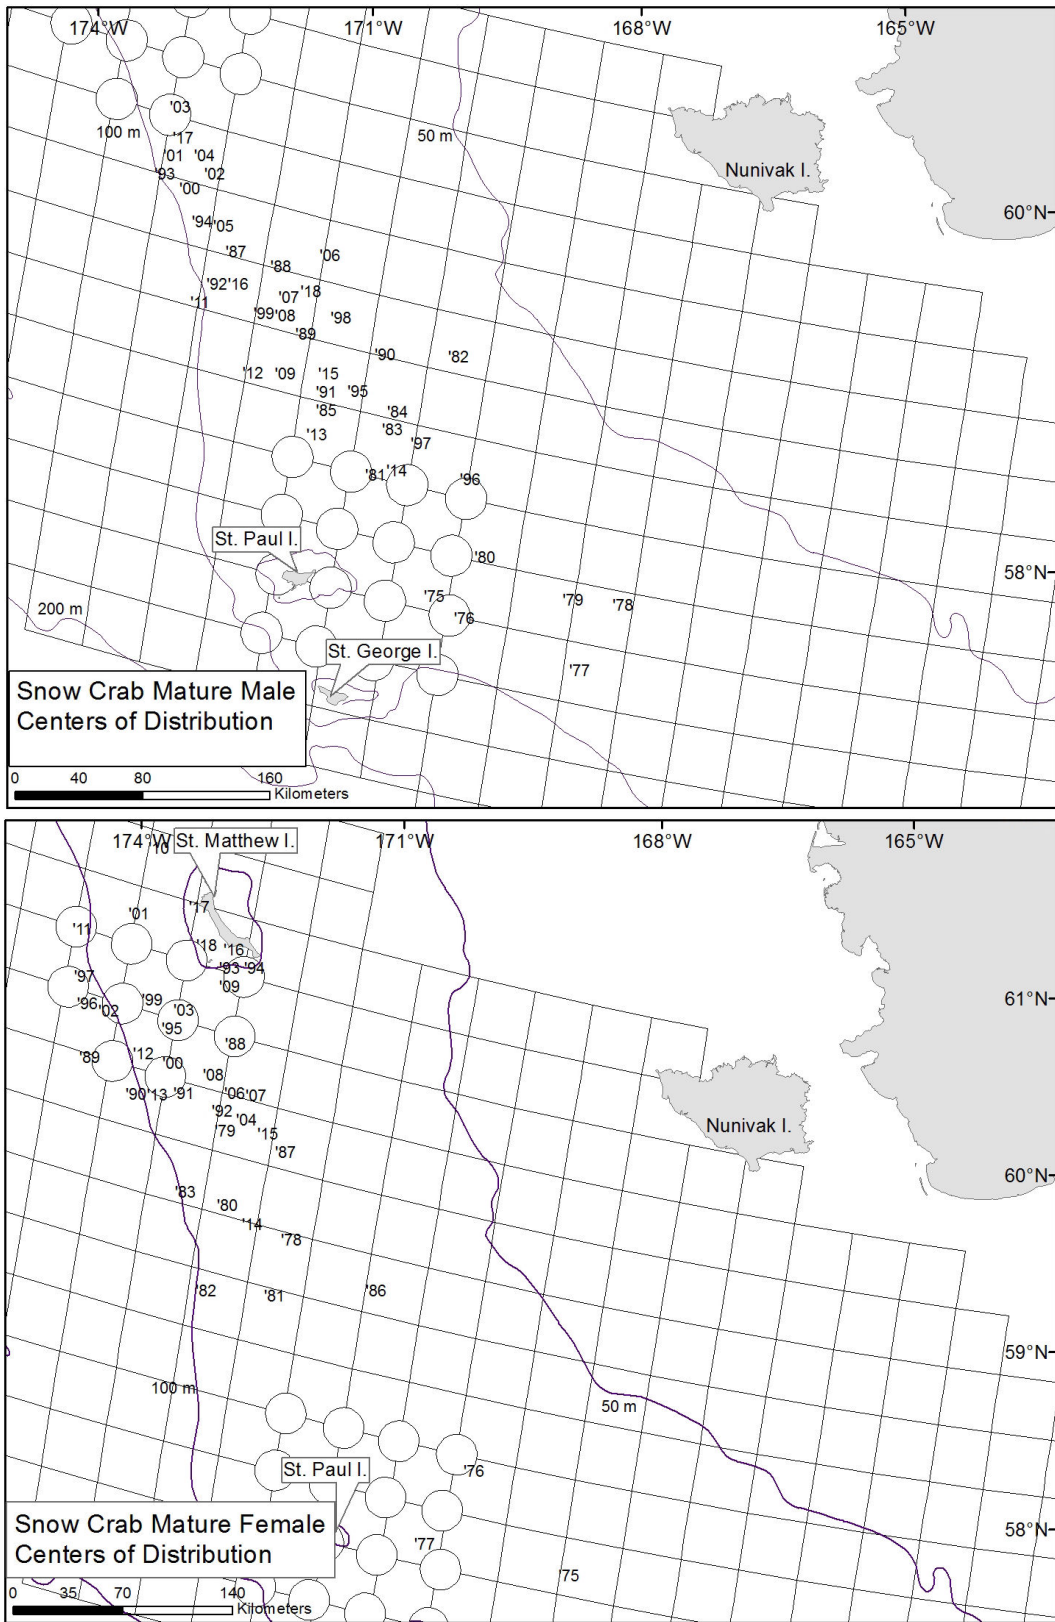 174°W
171°W
168°W
165°W
'03
100 m
'17
50 m
'01
'04
'93
'02
'00
Nunivak I.
60°N
'94
'05
'87
'06
'88
'92
'16
'07
'18
'11
'99
'08
'98
'89
'90
'82
'12
'09
'15
'91
'95
'85
'84
'13
'83
'97
'81
'14
'96
St. Paul I.
'80
58°N
200 m
'75
'79
'78
'76
St. George I.
'77
Snow Crab Mature Male
Centers of Distribution
0 40 80 160
Kilometers
174°W
171°W
168°W
165°W
'10
St. Matthew I.
'17
'01
'11
'18
'16
'93
'94
'97
'09
'96
'02
'99
'03
61°N
'95
'88
'89
'12
'00
'08
'90
'13
'91
'06
'07
'92
'04
'79
'15
Nunivak I.
'87
60°N
'83
'80
'14
'78
'82
'81
'86
59°N
100 m
50 m
St. Paul I.
'76
Snow Crab Mature Female
Centers of Distribution
'77
58°N
'75
0 35 70 140
Kilometers